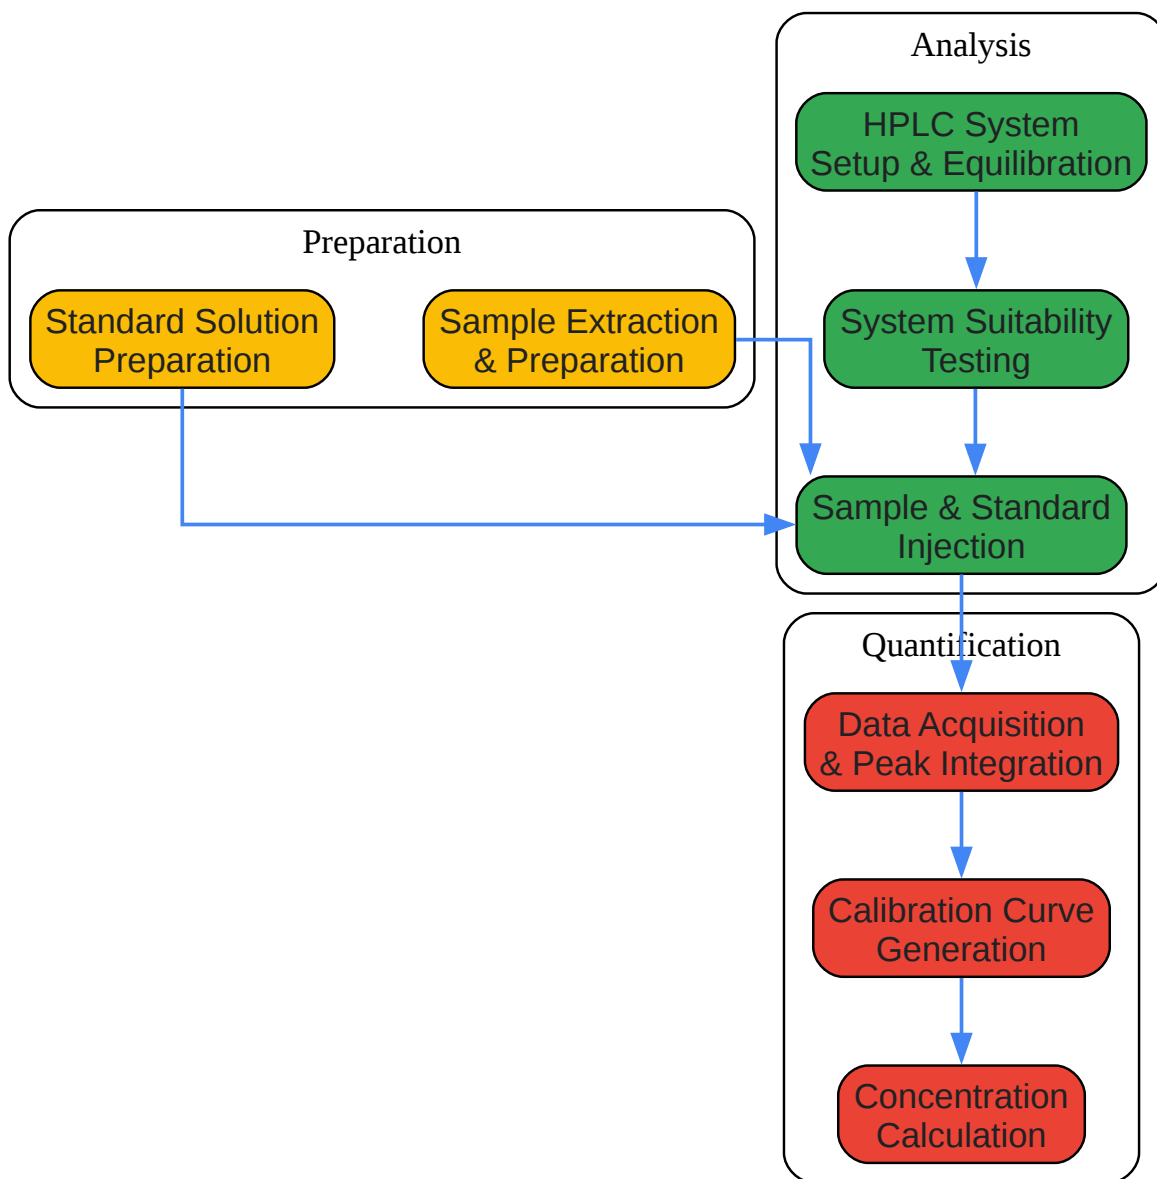 Analysis
HPLC System
Setup & Equilibration
Preparation
Standard Solution
Preparation
Sample Extraction
& Preparation
System Suitability
Testing
Sample & Standard
Injection
Quantification
Data Acquisition
& Peak Integration
Calibration Curve
Generation
Concentration
Calculation